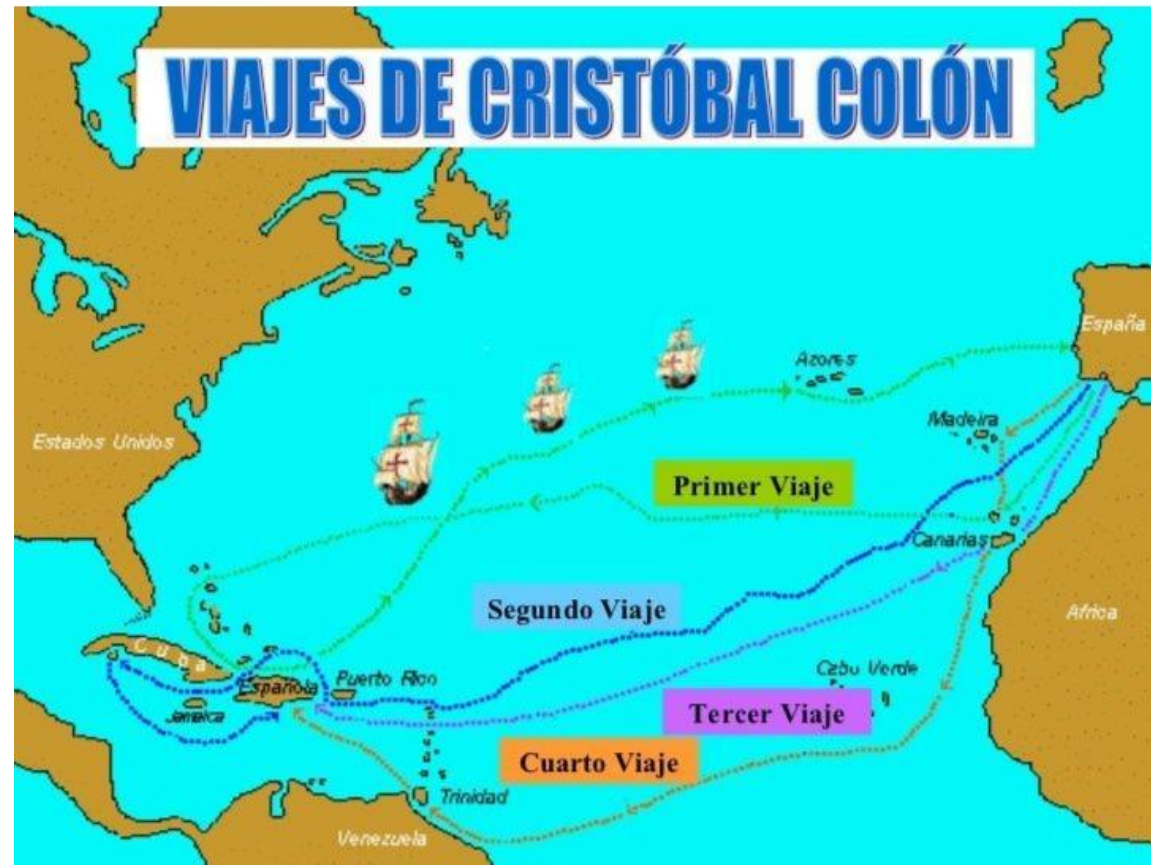 VIAJES DE CRISTÓBAL COLÓN
España
Azores
Madeira
Estados Unidos
Primer Viaje
Canarias
Segundo Viaje
Africa
Cuba
Puerto Rico
Española
Cabo Verde
Jamaica
Tercer Viaje
Cuarto Viaje
Trinidad
Venezuela